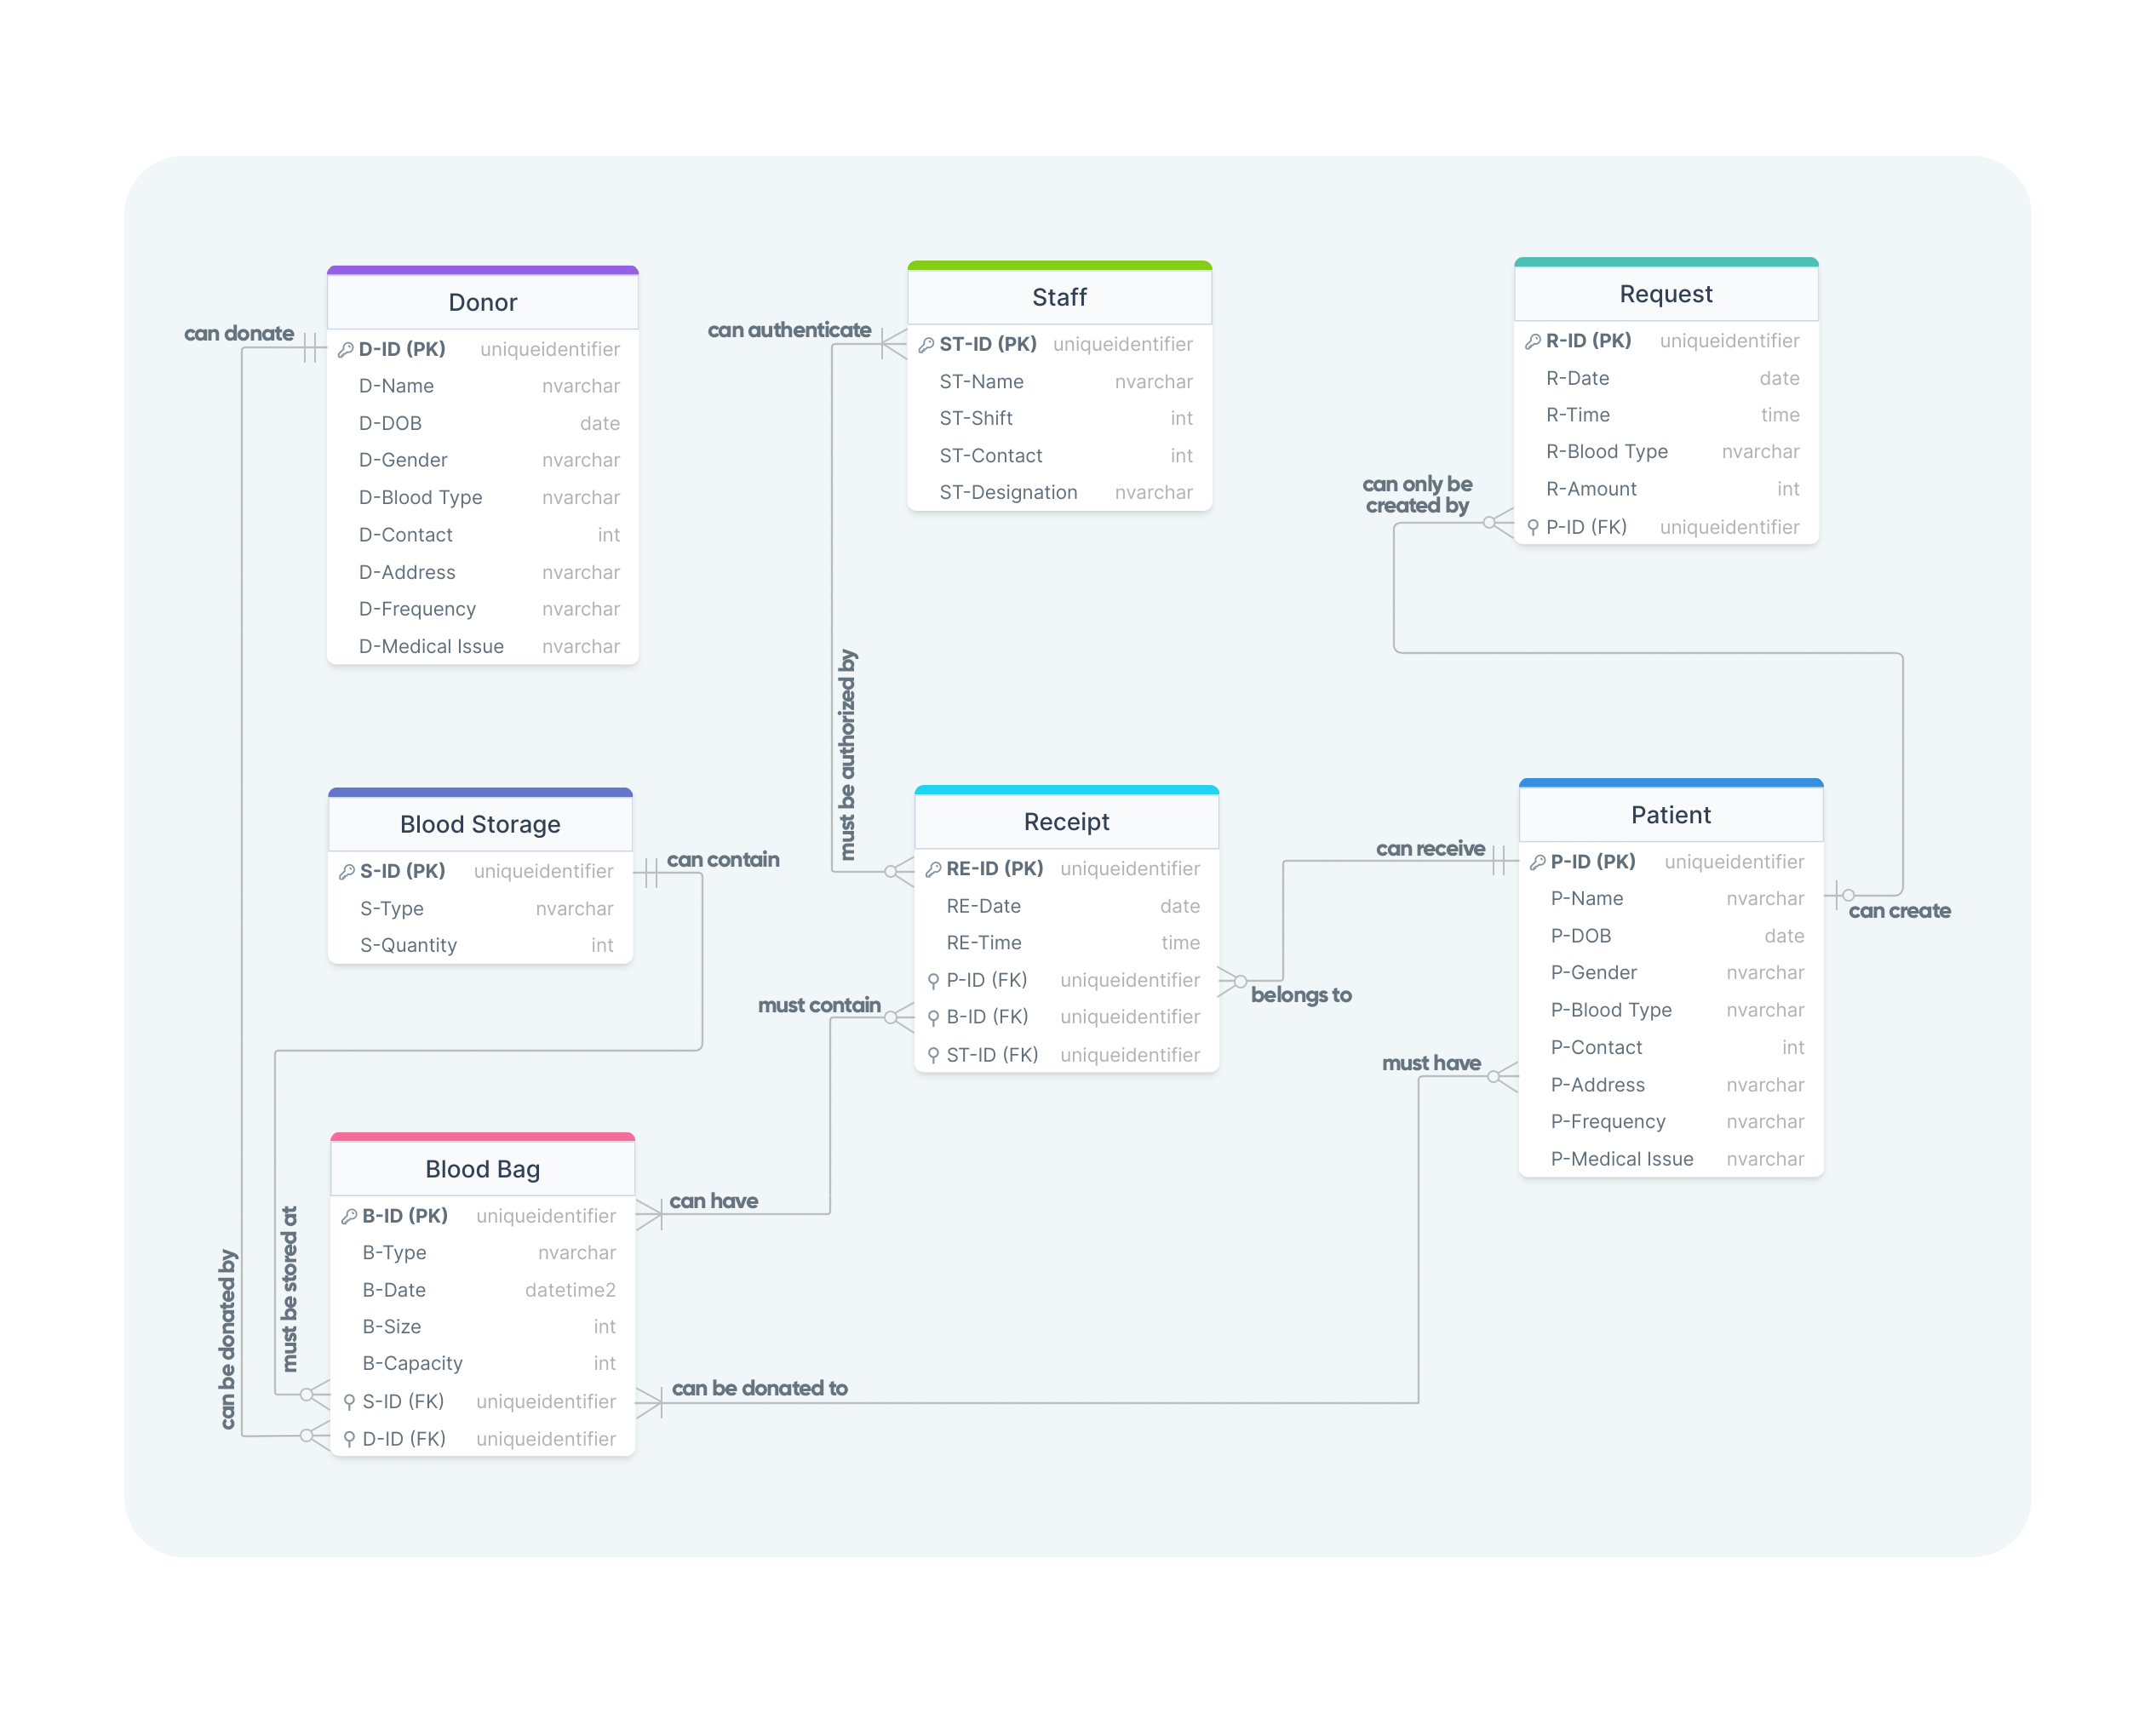 can donate
Donor
D-ID (PK) uniqueidentifier
D-Name nvarchar
D-DOB date
D-Gender nvarchar
D-Blood Type nvarchar
D-Contact int
D-Address nvarchar
D-Frequency nvarchar
D-Medical Issue nvarchar
can authenticate
Staff
ST-ID (PK) uniqueidentifier
ST-Name nvarchar
ST-Shift int
ST-Contact int
ST-Designation nvarchar
must be authorized by
Request
R-ID (PK) uniqueidentifier
R-Date date
R-Time time
R-Blood Type nvarchar
R-Amount int
P-ID (FK) uniqueidentifier
can only be
created by
Blood Storage
S-ID (PK) uniqueidentifier
S-Type nvarchar
S-Quantity int
can contain
Receipt
RE-ID (PK) uniqueidentifier
RE-Date date
RE-Time time
P-ID (FK) uniqueidentifier
B-ID (FK) uniqueidentifier
ST-ID (FK) uniqueidentifier
must contain
belongs to
can receive
Patient
P-ID (PK) uniqueidentifier
P-Name nvarchar
P-DOB date
P-Gender nvarchar
P-Blood Type nvarchar
P-Contact int
P-Address nvarchar
P-Frequency nvarchar
P-Medical Issue nvarchar
can create
must have
Blood Bag
B-ID (PK) uniqueidentifier
B-Type nvarchar
B-Date datetime2
B-Size int
B-Capacity int
S-ID (FK) uniqueidentifier
D-ID (FK) uniqueidentifier
can have
can be donated to
must be stored at
can be donated by